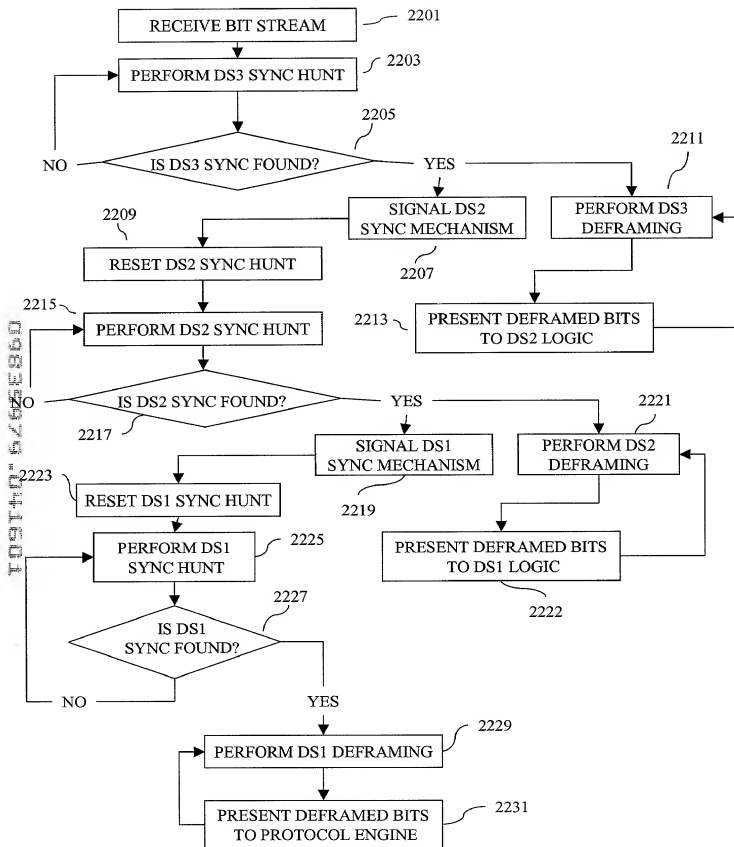 RECEIVE BIT STREAM
2201
PERFORM DS3 SYNC HUNT
2203
2205
IS DS3 SYNC FOUND?
NO
YES
2211
SIGNAL DS2
SYNC MECHANISM
2207
PERFORM DS3
DEFRAMING
2209
RESET DS2 SYNC HUNT
2215
PERFORM DS2 SYNC HUNT
2213
PRESENT DEFRAMED BITS
TO DS2 LOGIC
NO
IS DS2 SYNC FOUND?
2217
YES
2221
SIGNAL DS1
SYNC MECHANISM
2219
PERFORM DS2
DEFRAMING
2223
RESET DS1 SYNC HUNT
PERFORM DS1
SYNC HUNT
2225
PRESENT DEFRAMED BITS
TO DS1 LOGIC
2222
2227
IS DS1
SYNC FOUND?
NO
YES
PERFORM DS1 DEFRAMING
2229
PRESENT DEFRAMED BITS
TO PROTOCOL ENGINE
2231